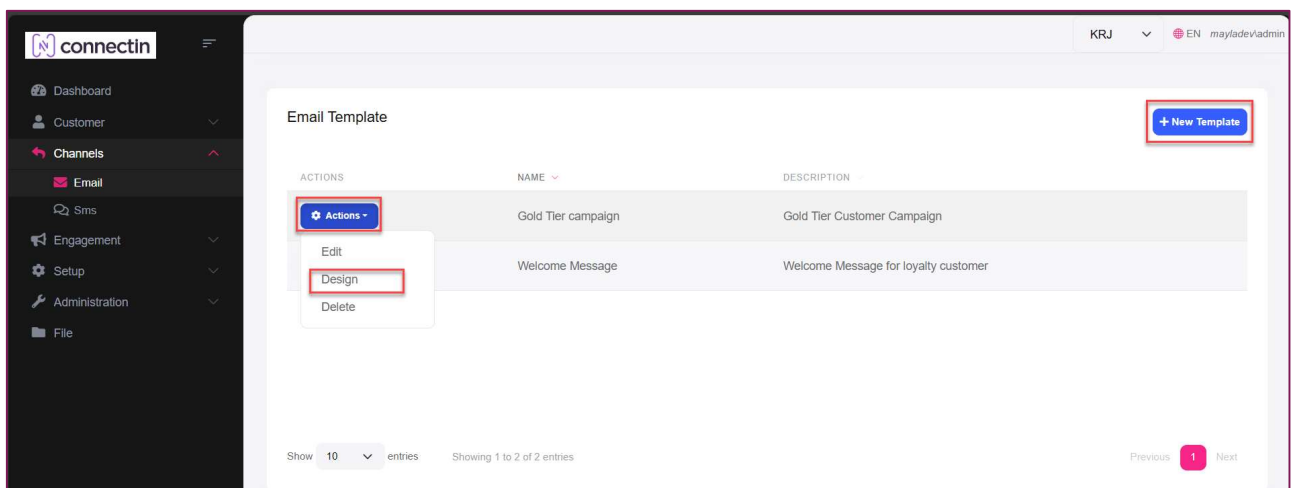 connectin
KRJ
EN mayladev\admin
Dashboard
Customer
Channels
Email
Sms
Engagement
Setup
Administration
File
Email Template
+ New Template
ACTIONS NAME DESCRIPTION
Actions Gold Tier campaign Gold Tier Customer Campaign
Edit
Design
Delete
Welcome Message Welcome Message for loyalty customer
Show 10 entries Showing 1 to 2 of 2 entries
Previous 1 Next